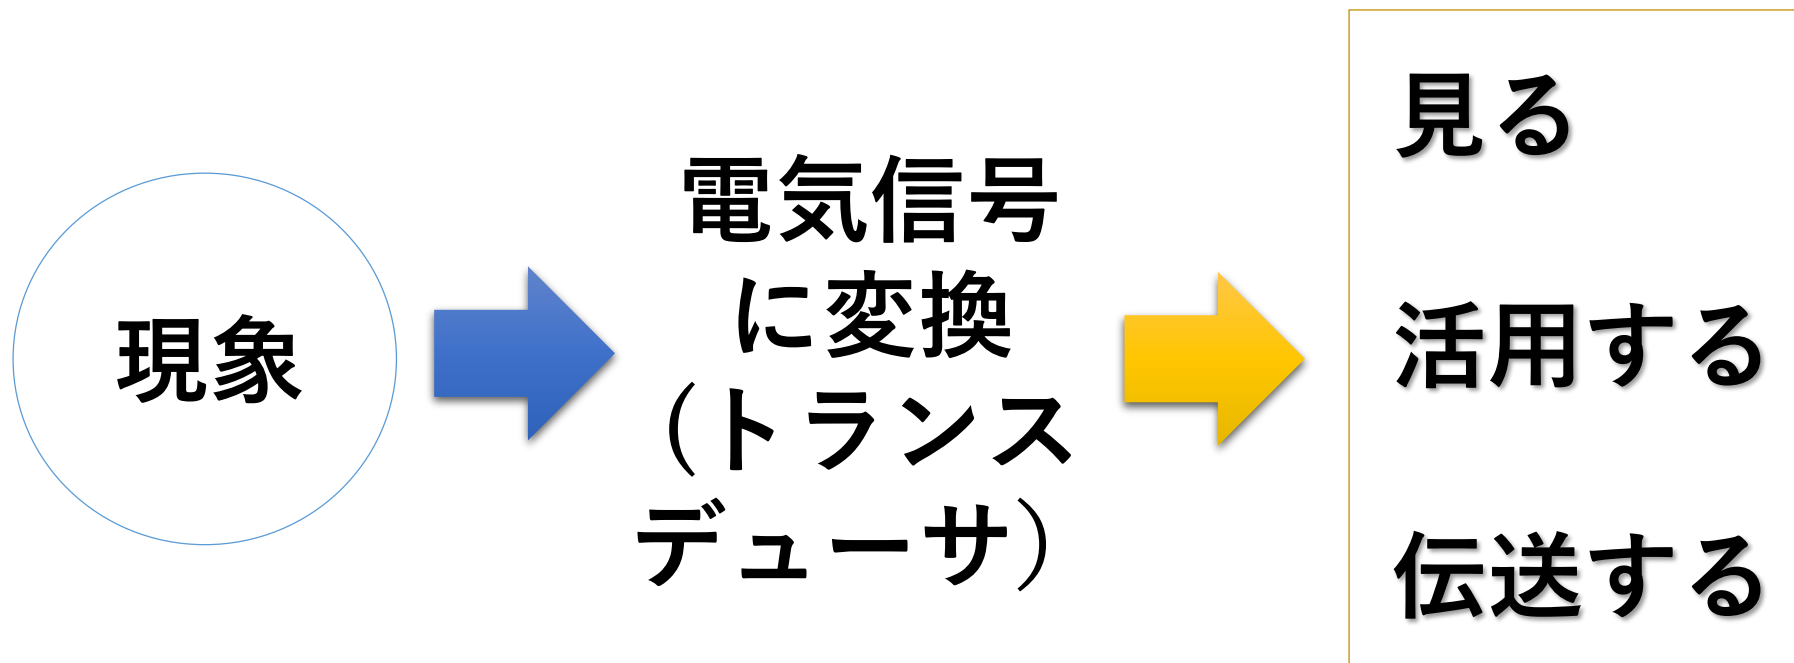 現象
電気信号
に変換
（トランス
デューサ）
見る
活用する
伝送する